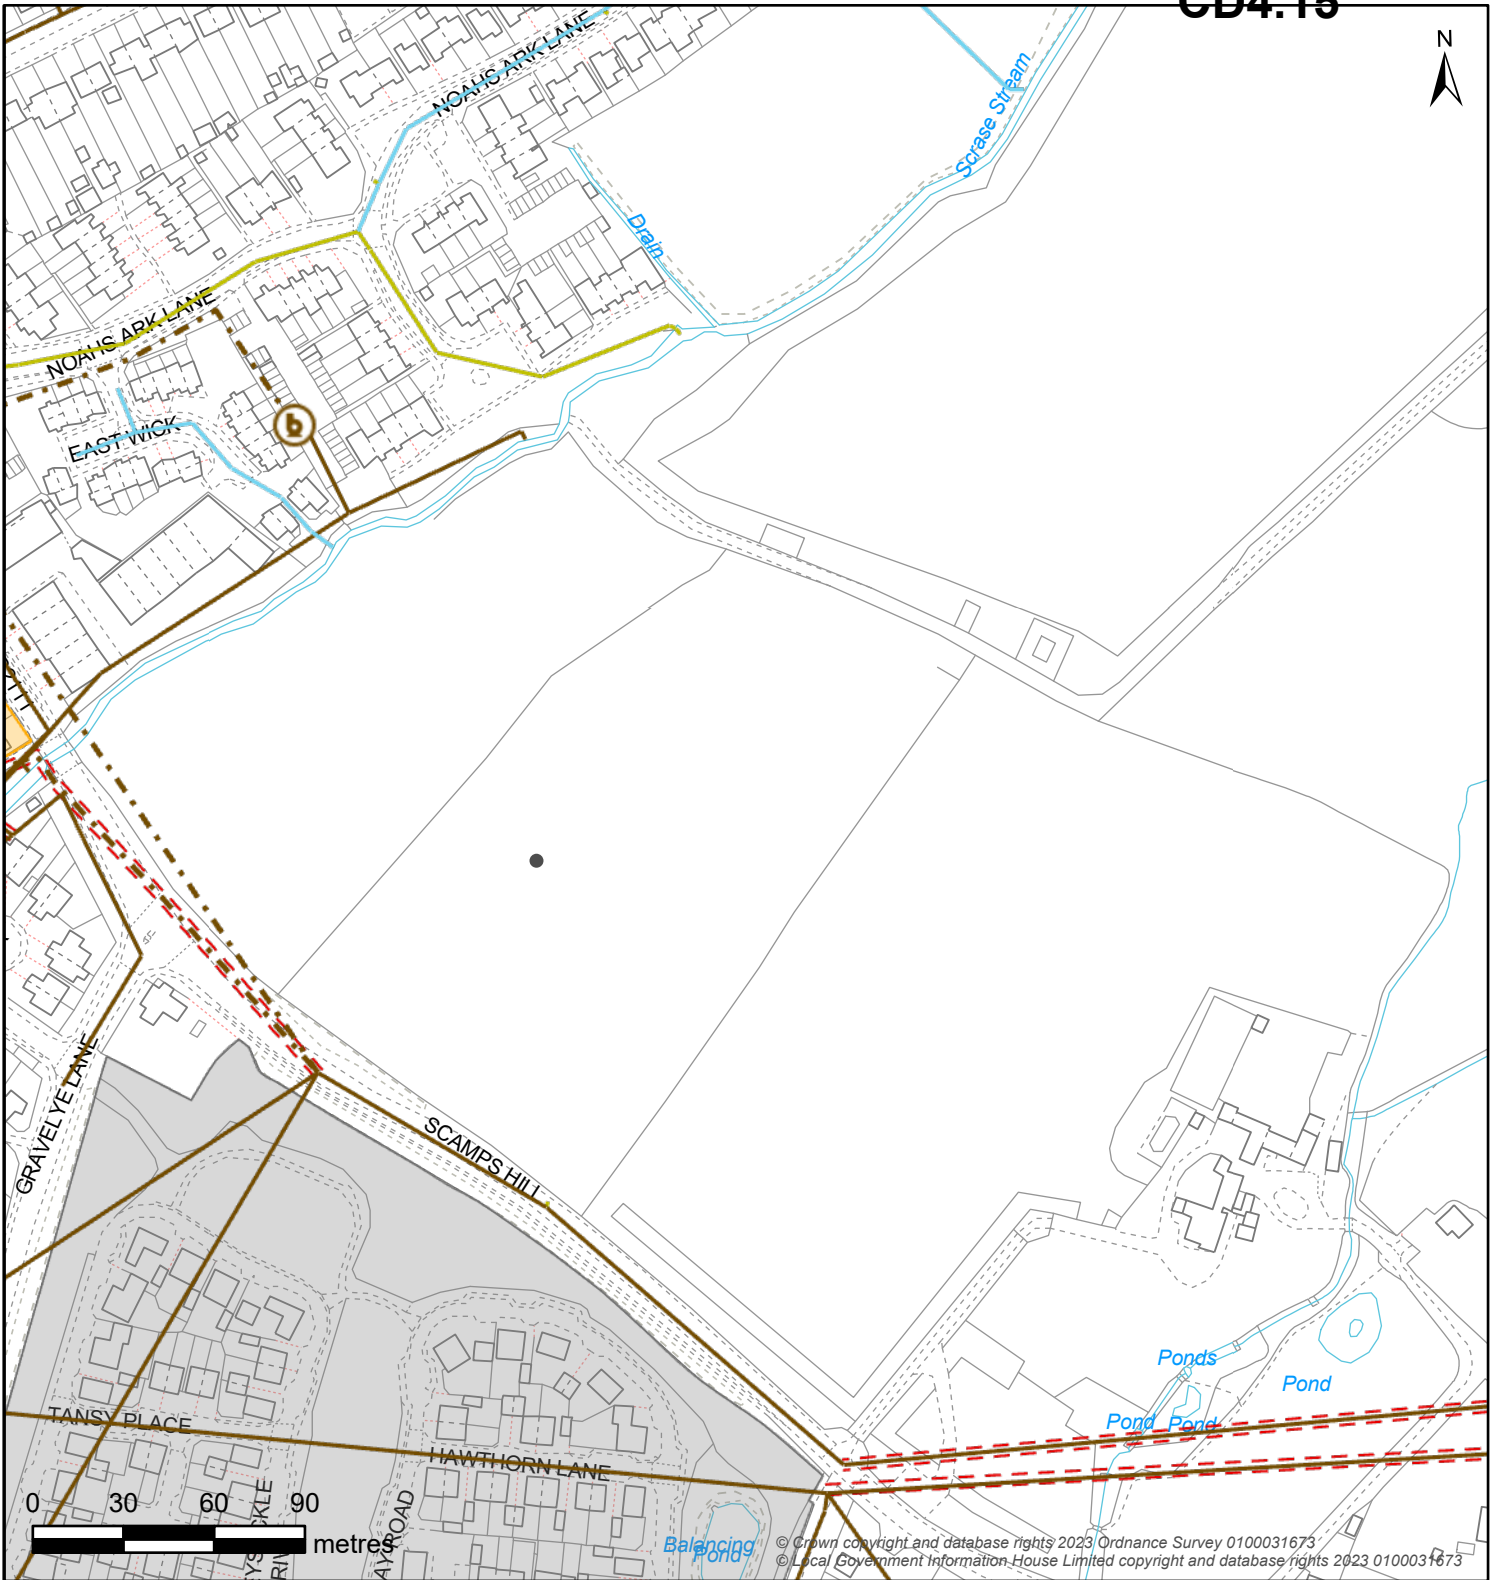 CD4.15
N
NOAHS ARK LANE
Scrase Stream
Drain
NOAHS ARK LANE
EAST WICK
b
GRAVELYE LANE
SCAMPS HILL
TANSY PLACE
HAWTHORN LANE
Ponds
Pond
Pond
Pond
0 30 60 90
metres
Balancing
Pond
© Crown copyright and database rights 2023 Ordnance Survey 0100031673
© Local Government Information House Limited copyright and database rights 2023 0100031673